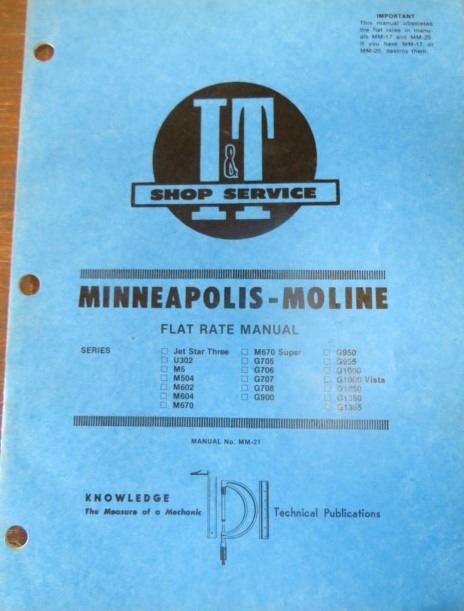 IMPORTANT
This manual obsoletes
the flat rates in manu-
als MM-17 and MM-20.
If you have MM-17 or
MM-20, destroy them.
I&T
SHOP SERVICE
MINNEAPOLIS-MOLINE
FLAT RATE MANUAL
SERIES
Jet Star Three
U302
M5
M504
M602
M604
M670
M670 Super
G705
G706
G707
G708
G900
G950
G955
G1000
G1000 Vista
G1050
G1350
G1355
MANUAL No. MM-21
KNOWLEDGE
The Measure of a Mechanic
Technical Publications